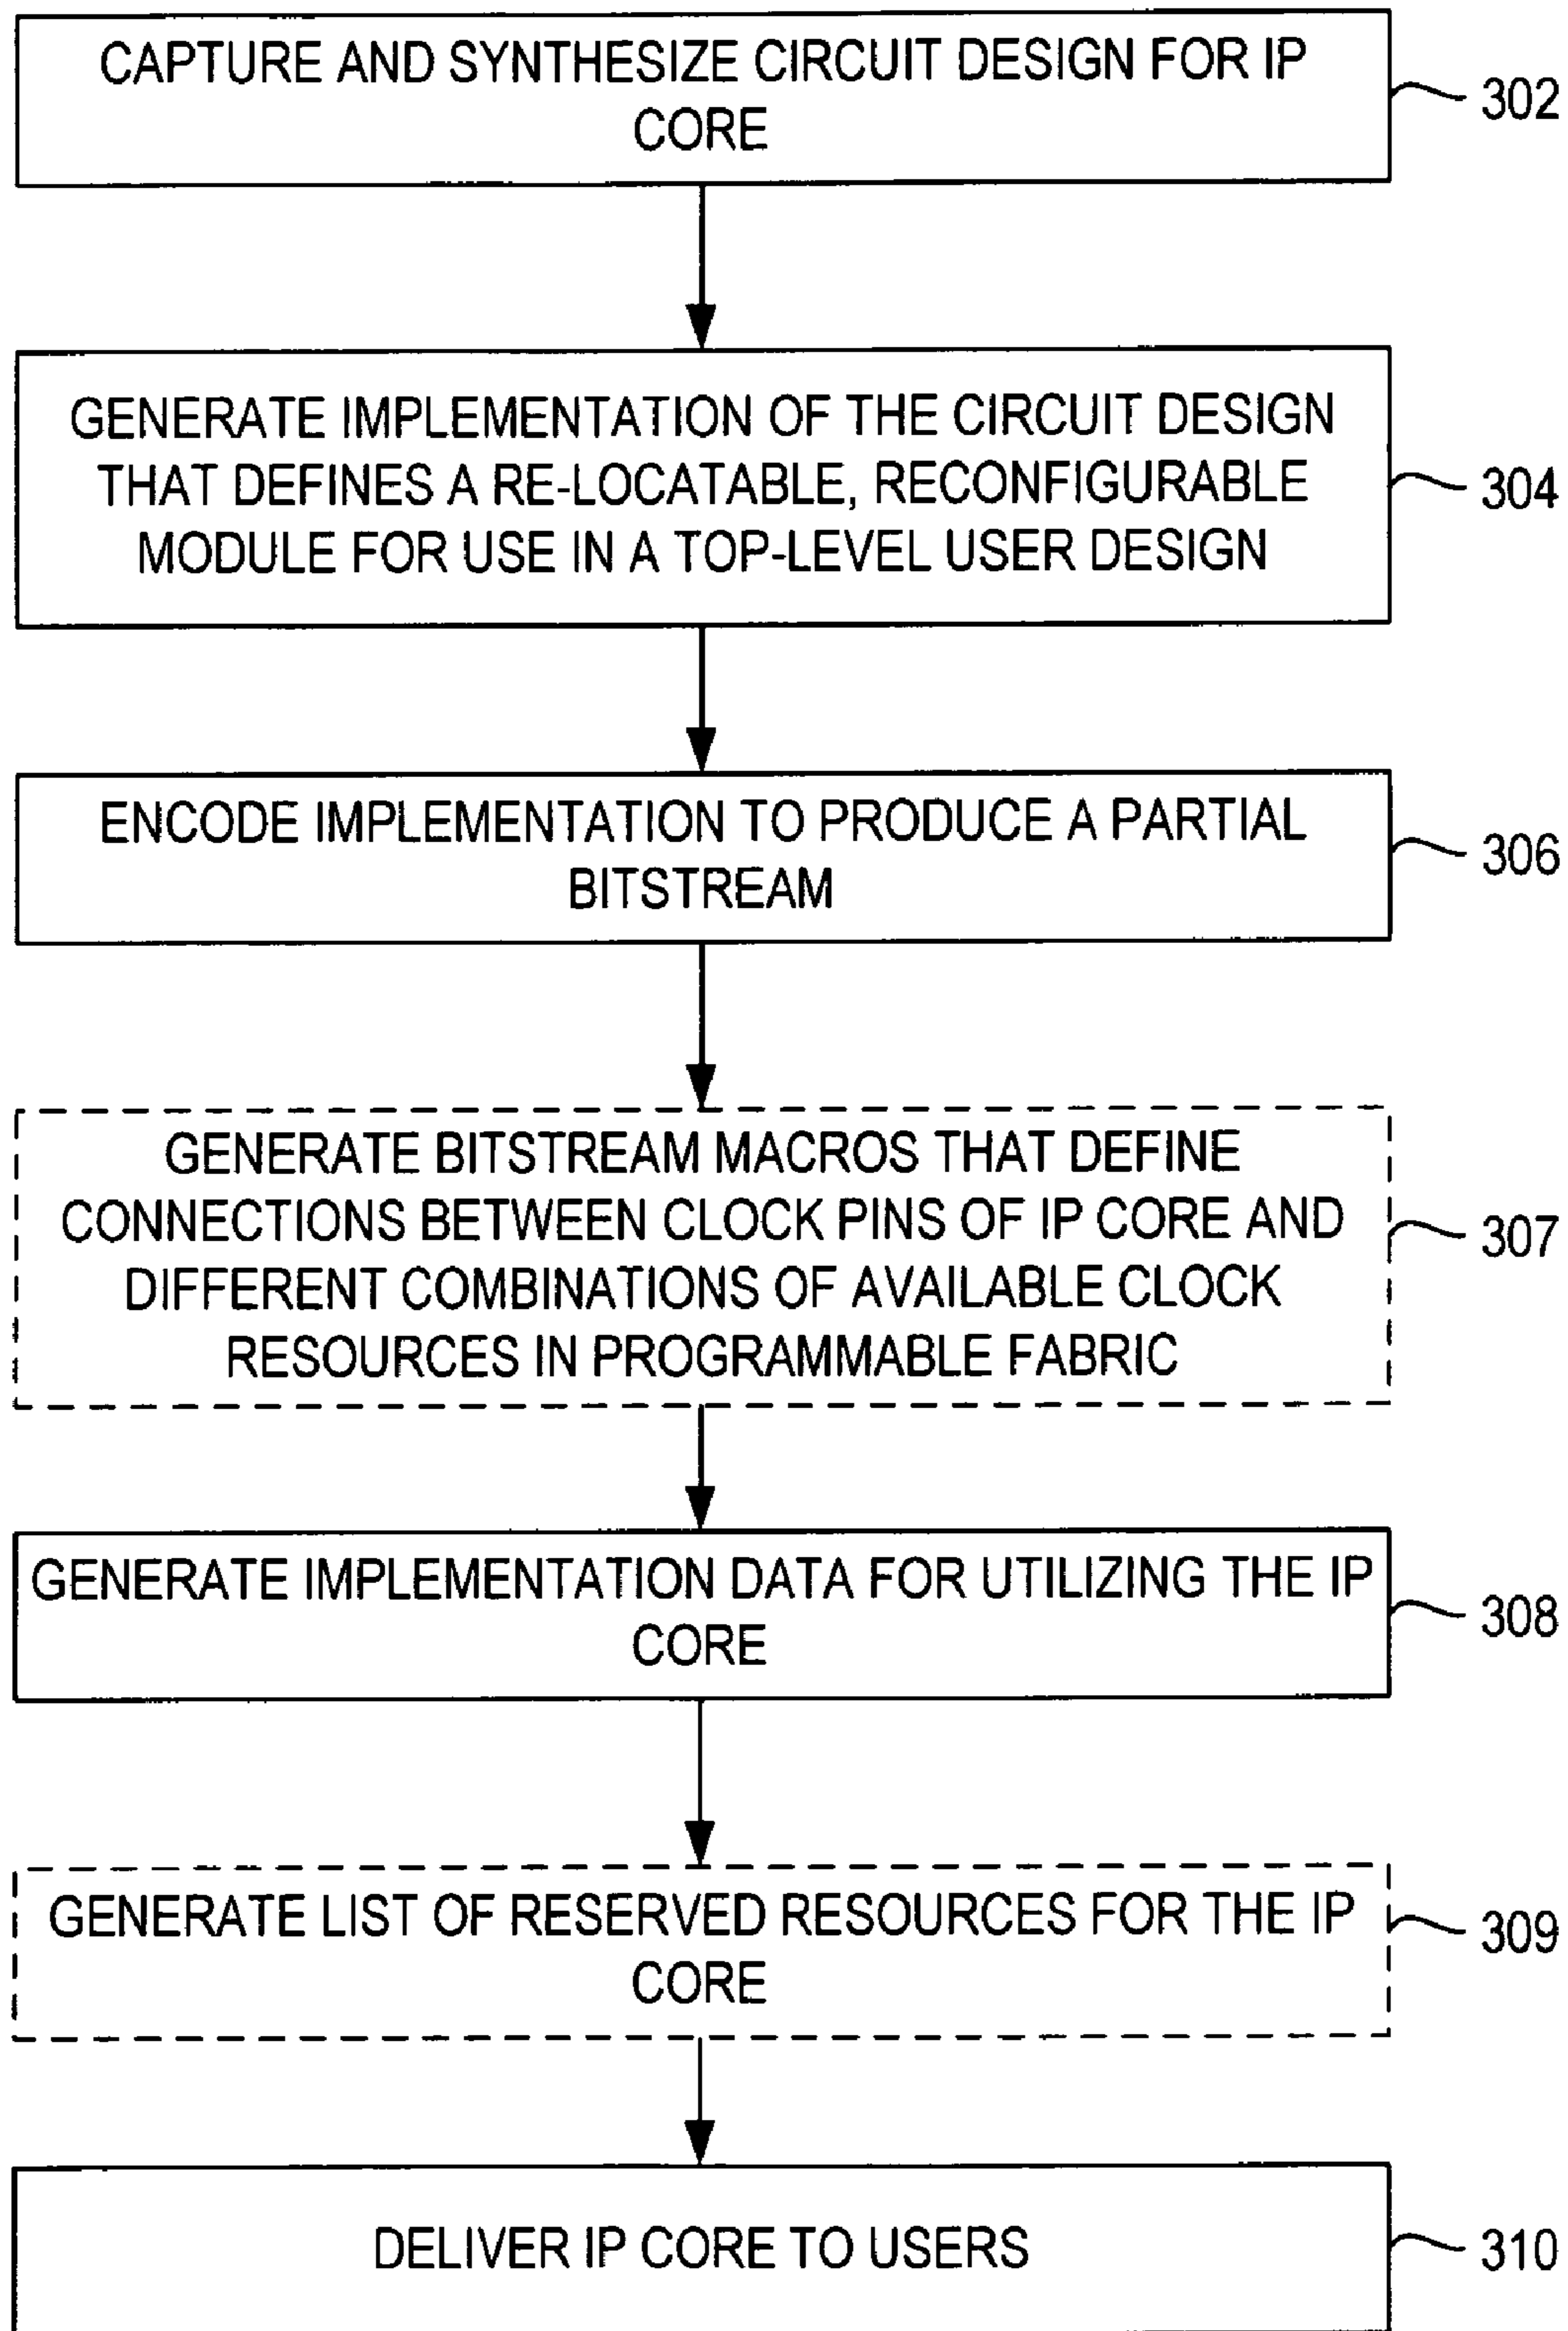 CAPTURE AND SYNTHESIZE CIRCUIT DESIGN FOR IP
CORE
302
GENERATE IMPLEMENTATION OF THE CIRCUIT DESIGN
THAT DEFINES A RE-LOCATABLE, RECONFIGURABLE
MODULE FOR USE IN A TOP-LEVEL USER DESIGN
304
ENCODE IMPLEMENTATION TO PRODUCE A PARTIAL
BITSTREAM
306
GENERATE BITSTREAM MACROS THAT DEFINE
CONNECTIONS BETWEEN CLOCK PINS OF IP CORE AND
DIFFERENT COMBINATIONS OF AVAILABLE CLOCK
RESOURCES IN PROGRAMMABLE FABRIC
307
GENERATE IMPLEMENTATION DATA FOR UTILIZING THE IP
CORE
308
GENERATE LIST OF RESERVED RESOURCES FOR THE IP
CORE
309
DELIVER IP CORE TO USERS
310